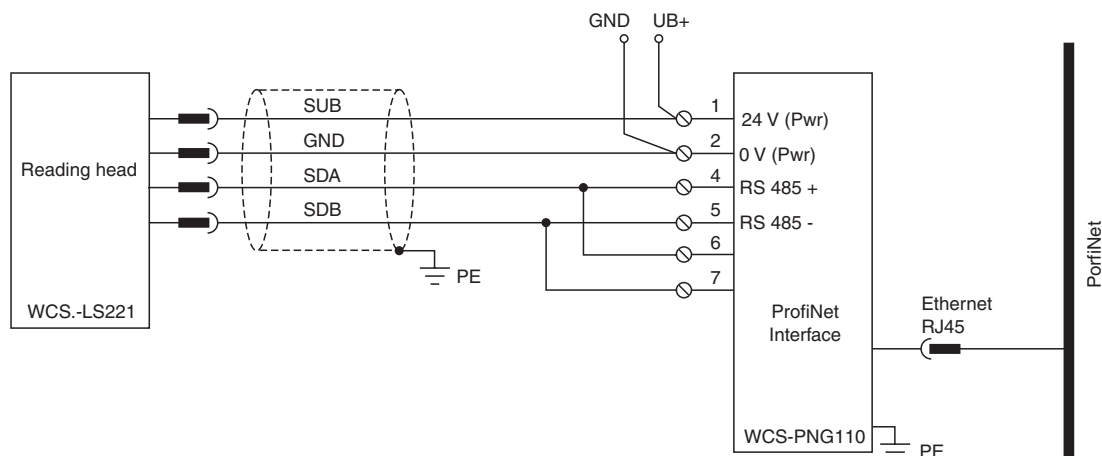 GND UB+
SUB
GND
SDA
SDB
Reading head
WCS.-LS221
PE
1
2
4
5
6
7
24 V (Pwr)
0 V (Pwr)
RS 485 +
RS 485 -
ProfiNet
Interface
WCS-PNG110
PE
Ethernet
RJ45
PorfiNet